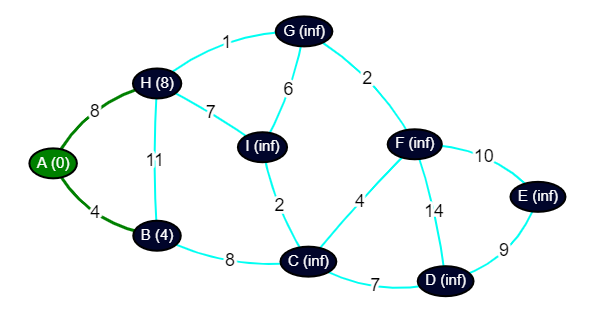 G (inf)
1
2
H (8)
6
8
7
I (inf)
F (inf)
10
A (0)
11
E (inf)
2
4
14
4
B (4)
8
C (inf)
9
7
D (inf)